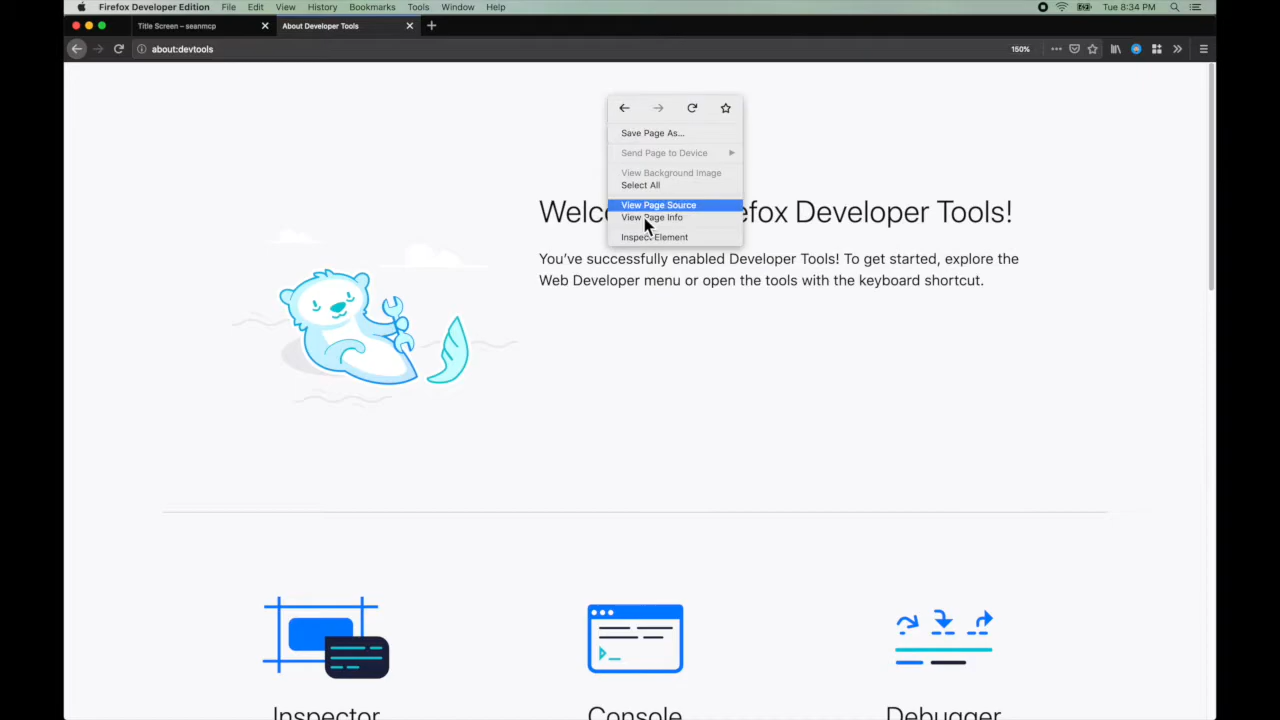 Firefox Developer Edition File Edit View History Bookmarks Tools Window Help Tue 8:34 PM
Title Screen – seanmcp About Developer Tools
about:devtools 150%
Save Page As...
Send Page to Device
View Background Image
Select All
View Page Source
View Page Info
Inspect Element
Welc fox Developer Tools!
You've successfully enabled Developer Tools! To get started, explore the
Web Developer menu or open the tools with the keyboard shortcut.
Inspector Console Debugger